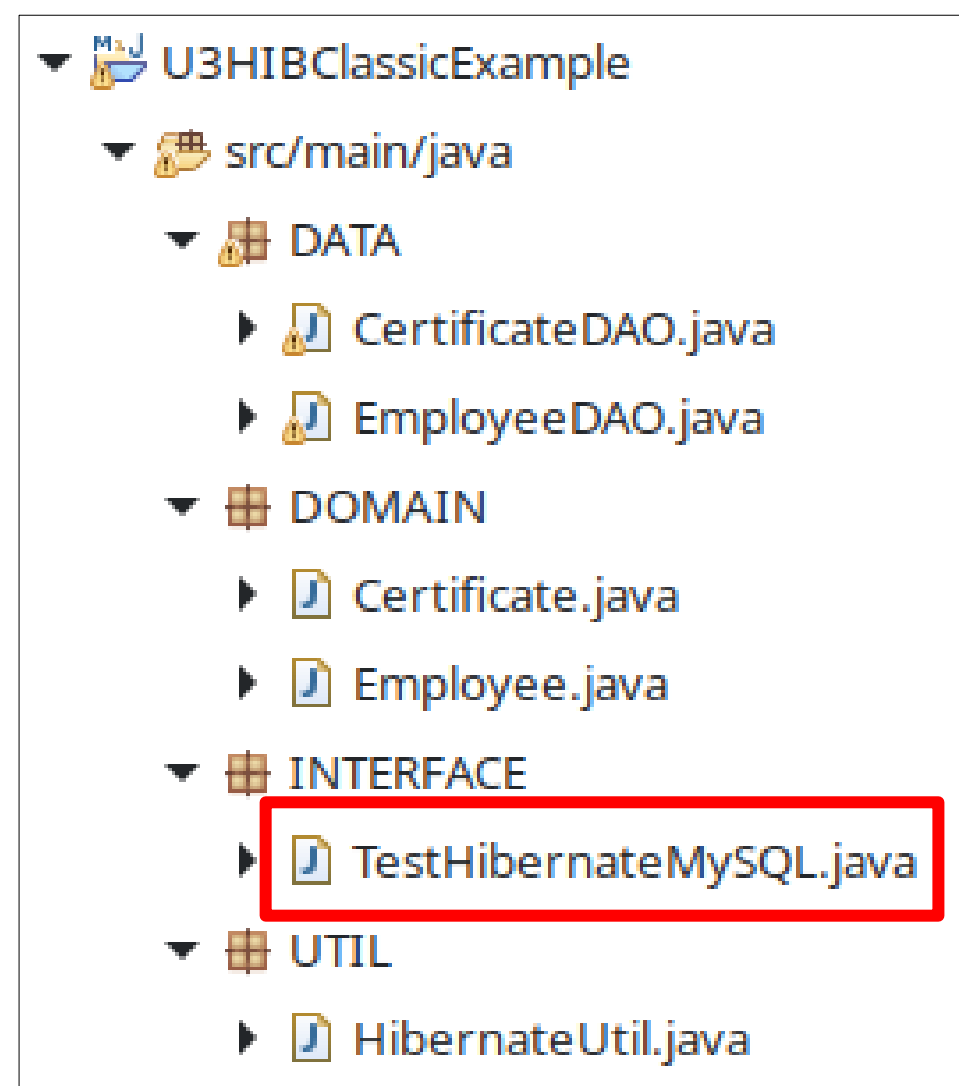 U3HIBClassicExample
src/main/java
DATA
CertificateDAO.java
EmployeeDAO.java
DOMAIN
Certificate.java
Employee.java
INTERFACE
TestHibernateMySQL.java
UTIL
HibernateUtil.java